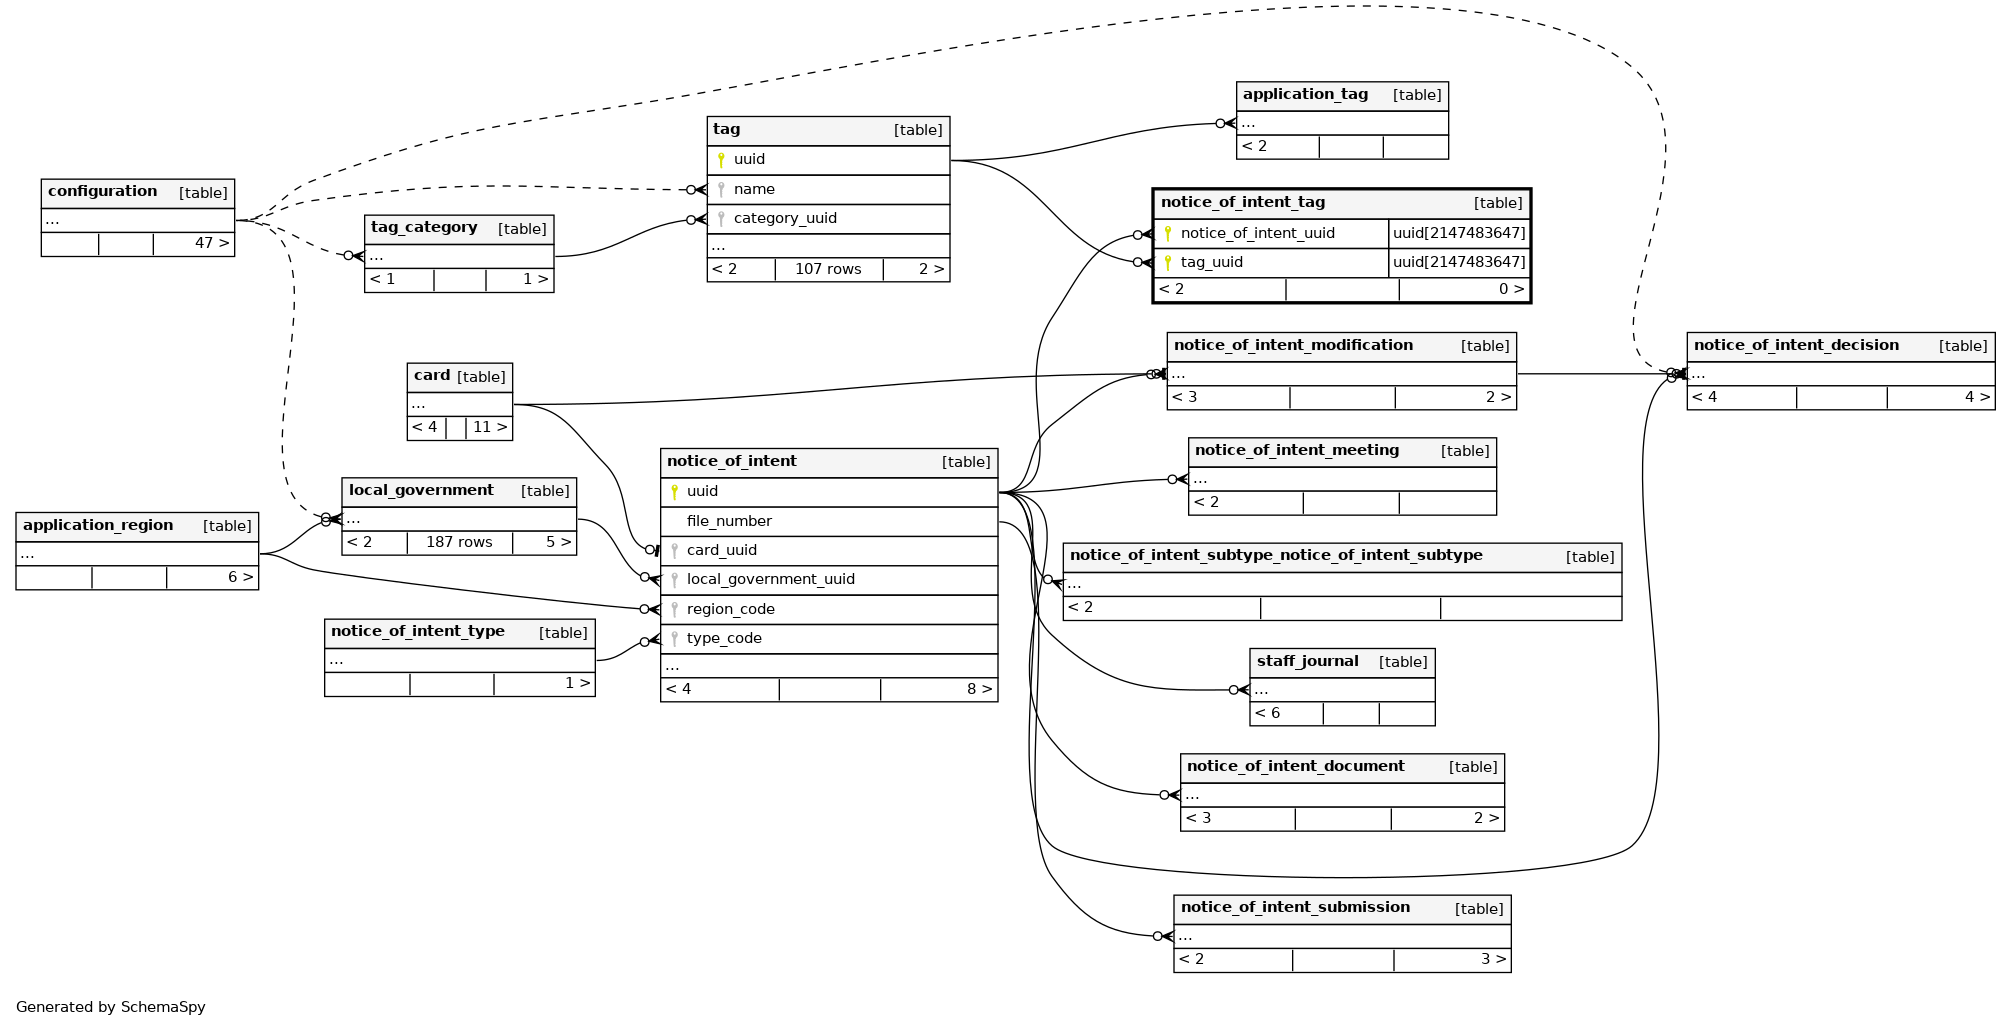 application_tag [table]
...
< 2
tag [table]
uuid
name
category_uuid
...
< 2 107 rows 2 >
configuration [table]
...
47 >
tag_category [table]
...
< 1 1 >
notice_of_intent_tag [table]
notice_of_intent_uuid uuid[2147483647]
tag_uuid uuid[2147483647]
< 2 0 >
notice_of_intent_modification [table]
...
< 3 2 >
notice_of_intent_decision [table]
...
< 4 4 >
card [table]
...
< 4 11 >
notice_of_intent [table]
uuid
file_number
card_uuid
local_government_uuid
region_code
type_code
...
< 4 8 >
notice_of_intent_meeting [table]
...
< 2
local_government [table]
...
< 2 187 rows 5 >
application_region [table]
...
6 >
notice_of_intent_subtype_notice_of_intent_subtype [table]
...
< 2
notice_of_intent_type [table]
...
1 >
staff_journal [table]
...
< 6
notice_of_intent_document [table]
...
< 3 2 >
notice_of_intent_submission [table]
...
< 2 3 >
Generated by SchemaSpy